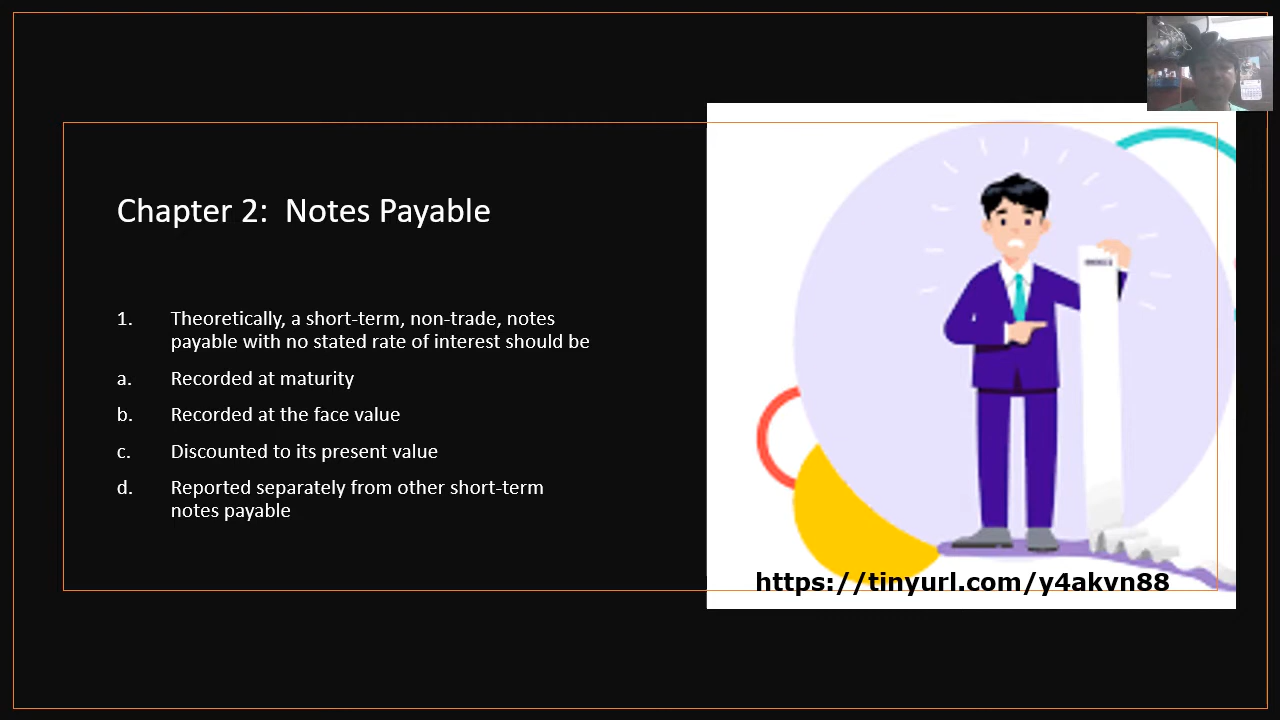 Chapter 2:  Notes Payable
1. Theoretically, a short-term, non-trade, notes
payable with no stated rate of interest should be
a. Recorded at maturity
b. Recorded at the face value
c. Discounted to its present value
d. Reported separately from other short-term
notes payable
https://tinyurl.com/y4akvn88